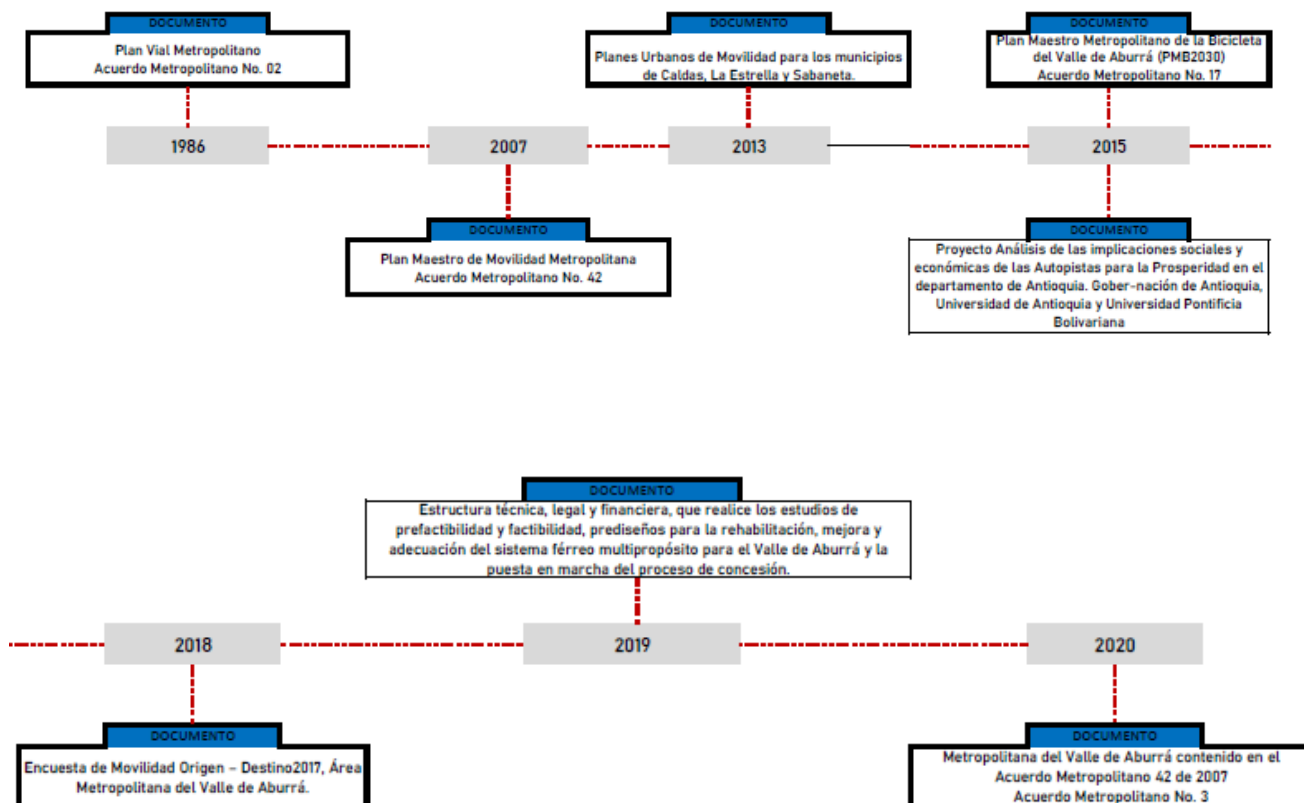 DOCUMENTO
Plan Vial Metropolitano
Acuerdo Metropolitano No. 02
DOCUMENTO
Planes Urbanos de Movilidad para los municipios
de Caldas, La Estrella y Sabaneta.
DOCUMENTO
Plan Maestro Metropolitano de la Bicicleta
del Valle de Aburrá (PMB2030)
Acuerdo Metropolitano No. 17
1986
2007
2013
2015
DOCUMENTO
Plan Maestro de Movilidad Metropolitana
Acuerdo Metropolitano No. 42
DOCUMENTO
Proyecto Análisis de las implicaciones sociales y
económicas de las Autopistas para la Prosperidad en el
departamento de Antioquia. Gober-nación de Antioquia,
Universidad de Antioquia y Universidad Pontificia
Bolivariana
DOCUMENTO
Estructura técnica, legal y financiera, que realice los estudios de
prefactibilidad y factibilidad, prediseños para la rehabilitación, mejora y
adecuación del sistema férreo multipropósito para el Valle de Aburrá y la
puesta en marcha del proceso de concesión.
2018
2019
2020
DOCUMENTO
Encuesta de Movilidad Origen – Destino2017, Área
Metropolitana del Valle de Aburrá.
DOCUMENTO
Metropolitana del Valle de Aburrá contenido en el
Acuerdo Metropolitano 42 de 2007
Acuerdo Metropolitano No. 3